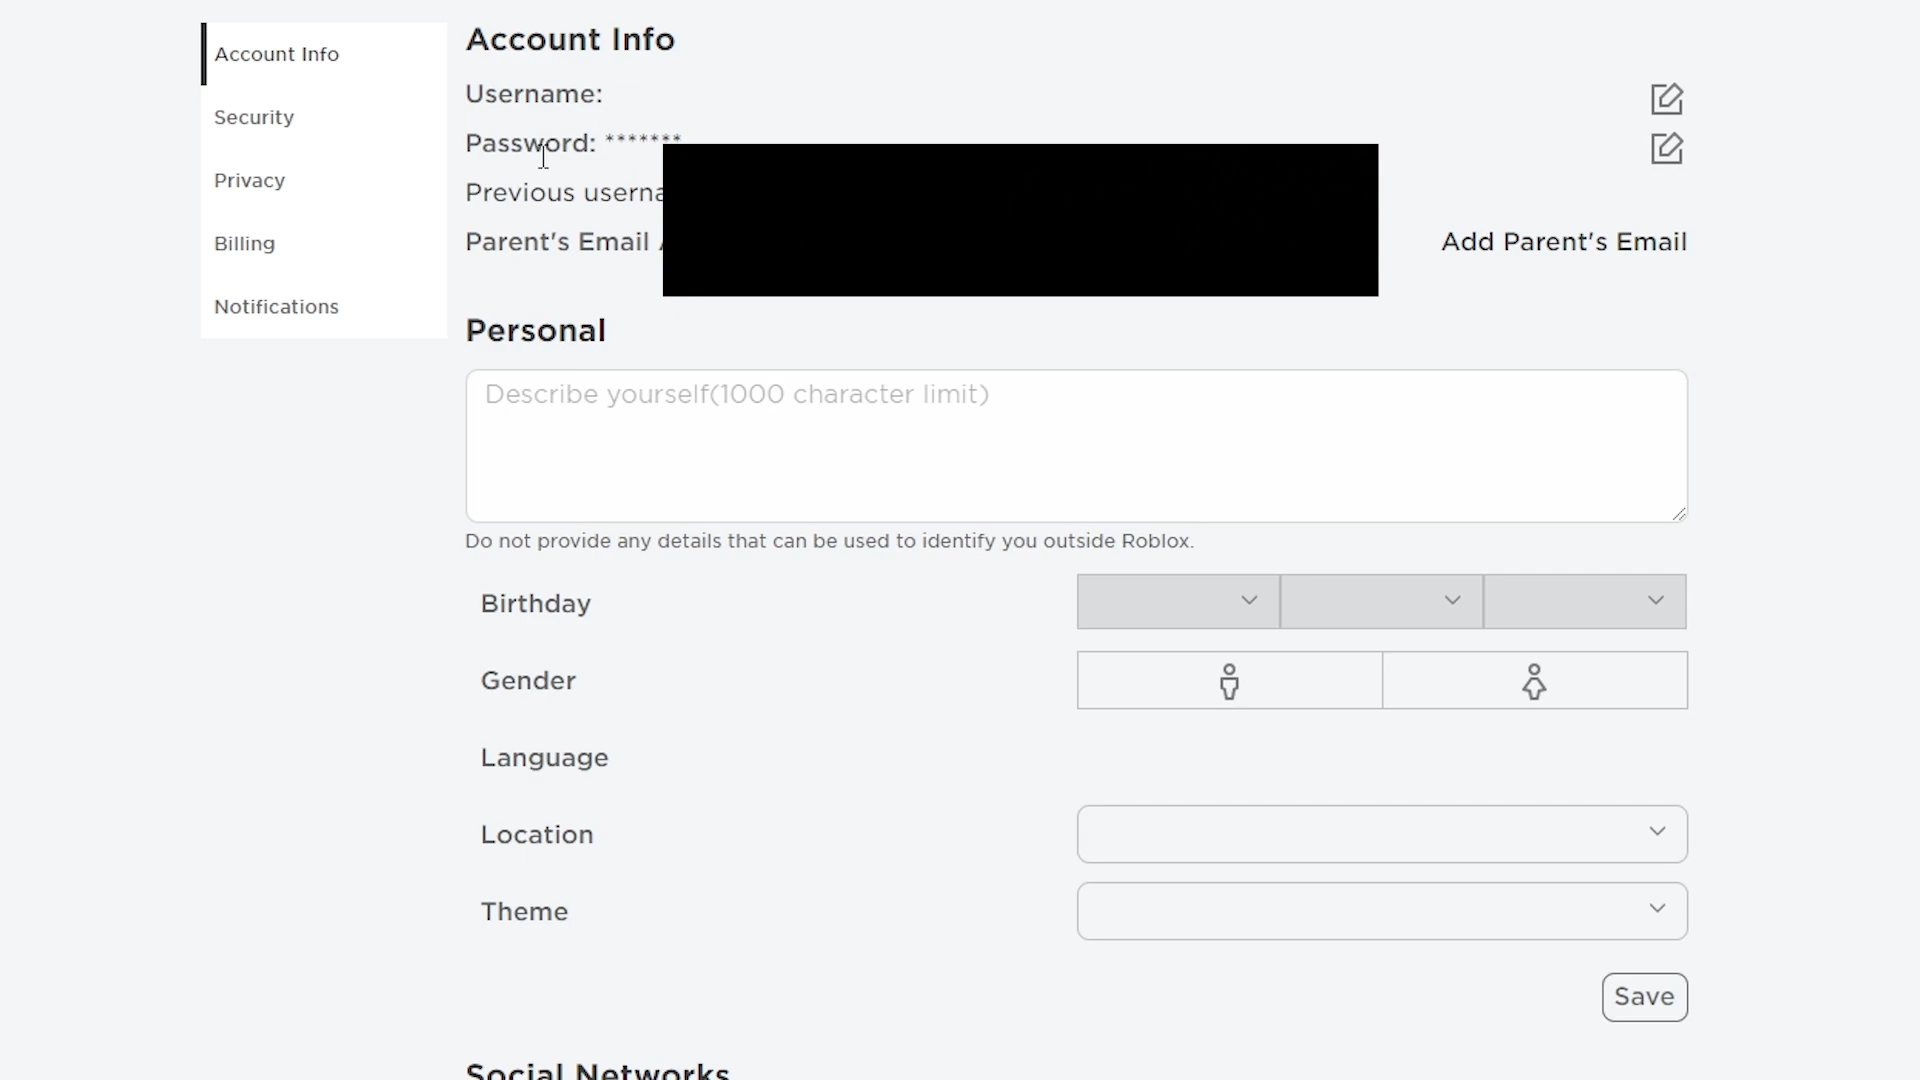 Account Info
Security
Privacy
Billing
Notifications
Account Info
Username:
Password: *******
Previous
Parent's Email
Add Parent's Email
Personal
Describe yourself(1000 character limit)
Do not provide any details that can be used to identify you outside Roblox.
Birthday
Gender
Language
Location
Theme
Save
Social Networks